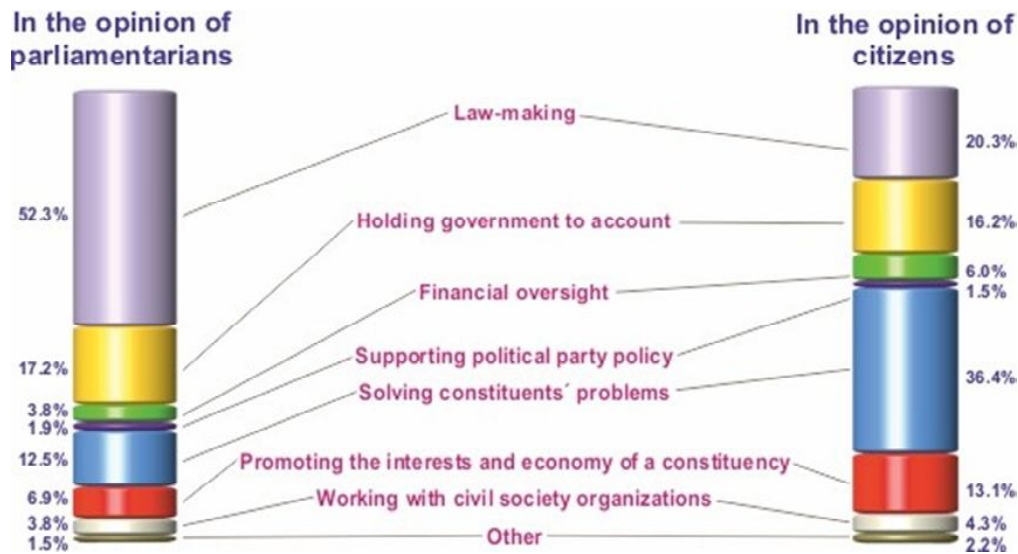 In the opinion of
parliamentarians
In the opinion of
citizens
Law-making
20.3%
52.3%
Holding government to account
16.2%
6.0%
Financial oversight
1.5%
Supporting political party policy
17.2%
36.4%
Solving constituents´ problems
3.8%
1.9%
12.5%
Promoting the interests and economy of a constituency
13.1%
6.9%
Working with civil society organizations
3.8%
4.3%
Other
1.5%
2.2%